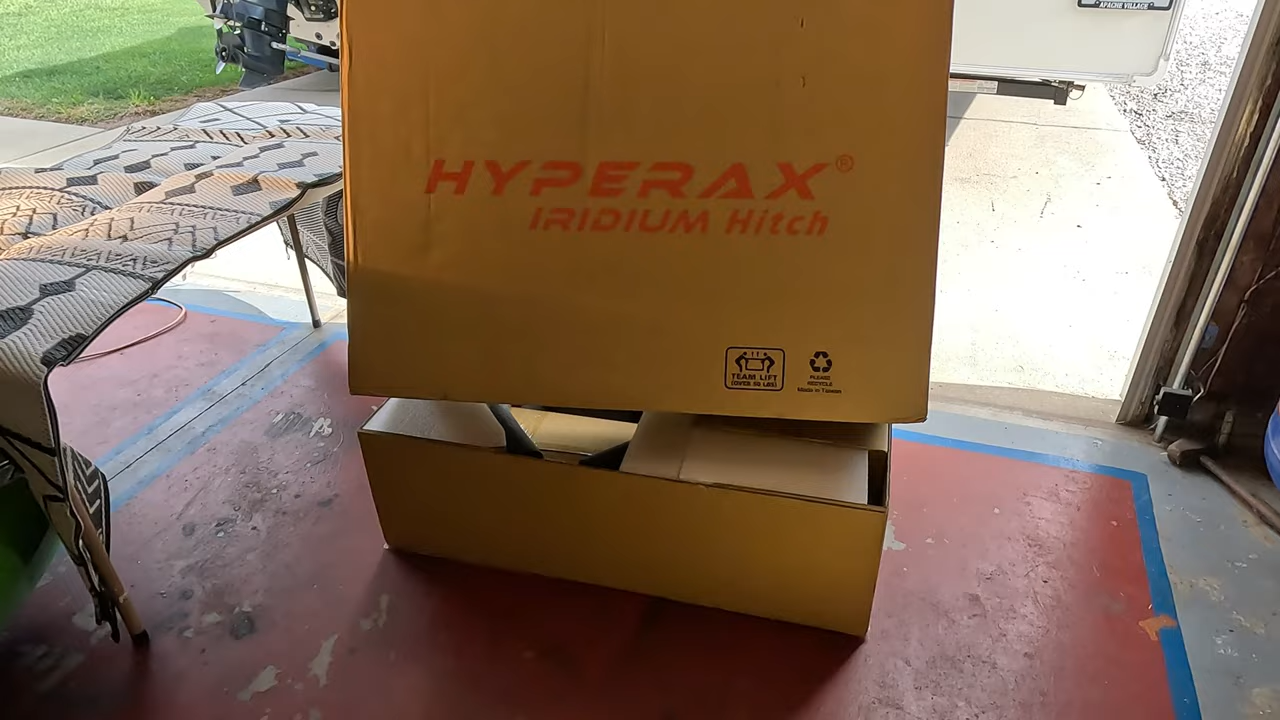 APACHE VILLAGE
HYPERAX®
IRIDIUM Hitch
TEAM LIFT
(OVER 50 LBS)
PLEASE
RECYCLE
Made in Taiwan